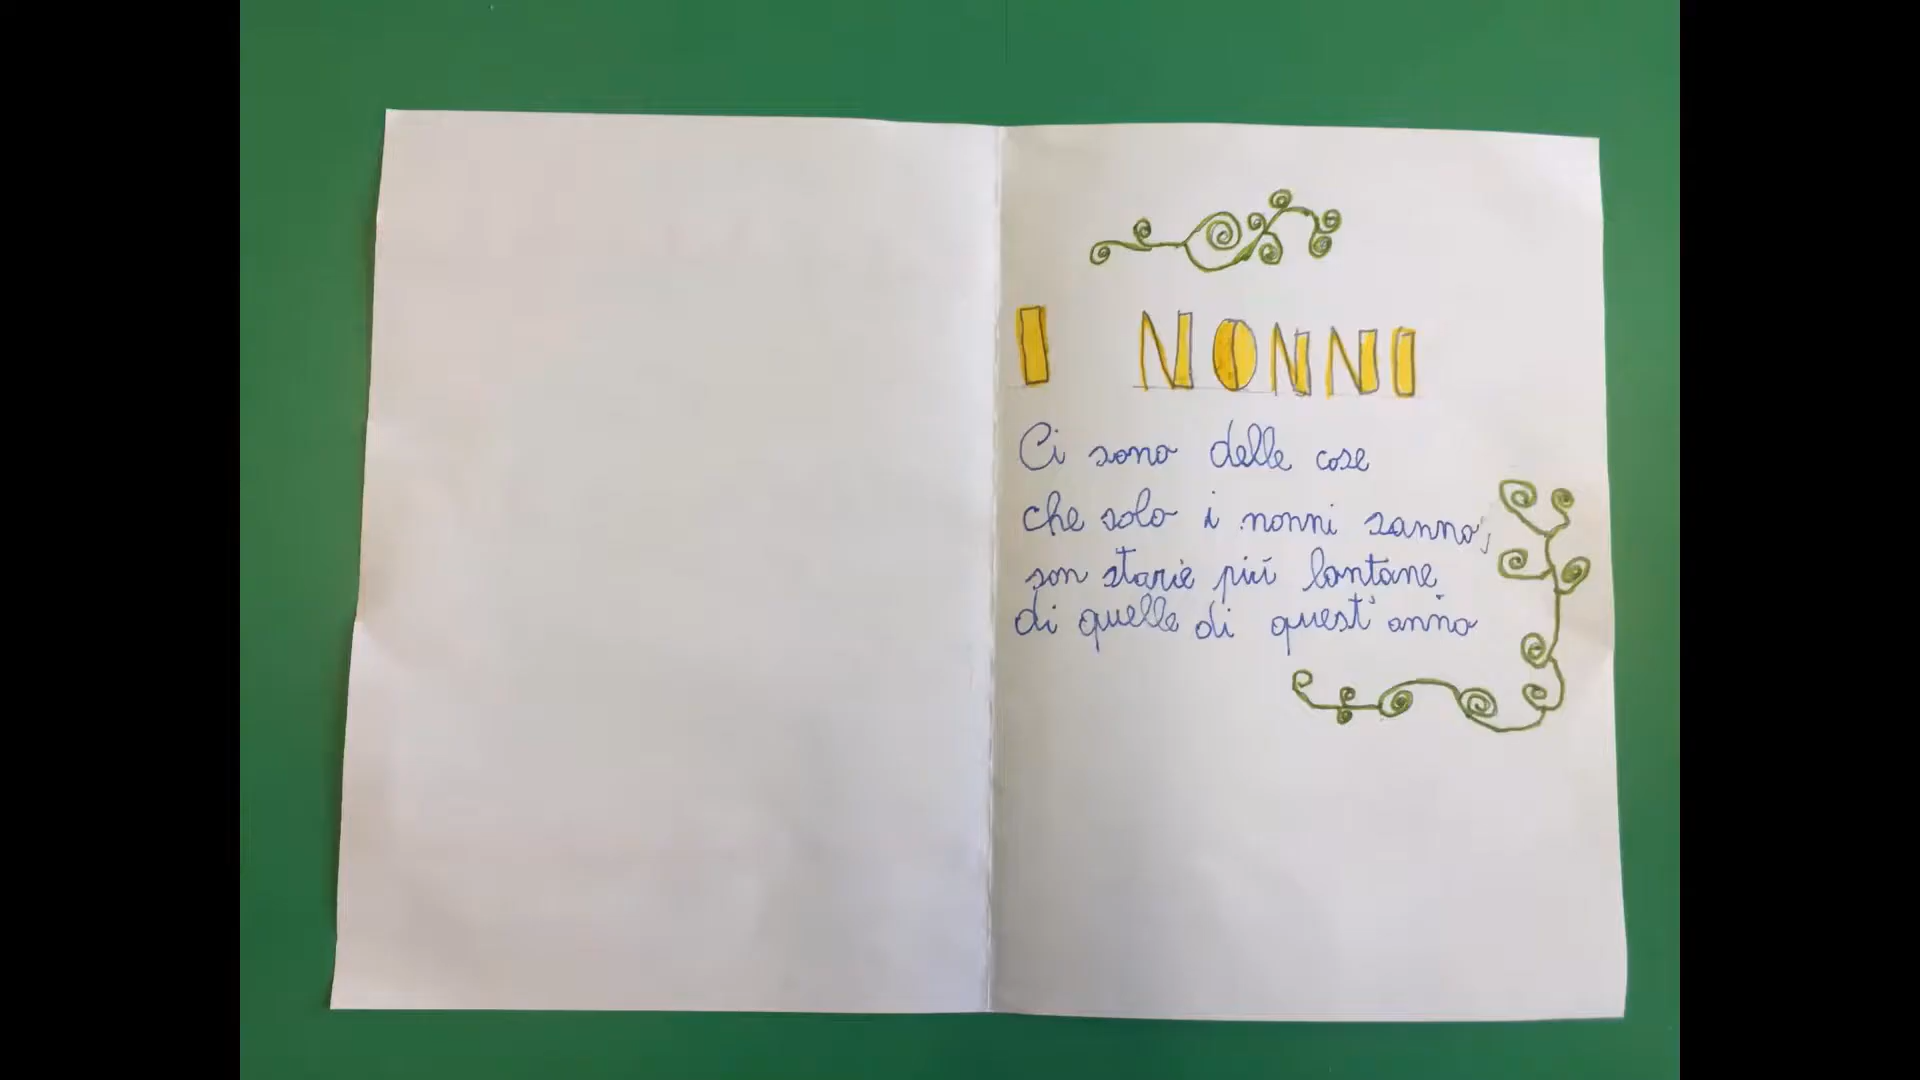 I NONNI
Ci sono delle cose
che solo i nonni sanno,
son storie più lontane
di quelle di quest'anno